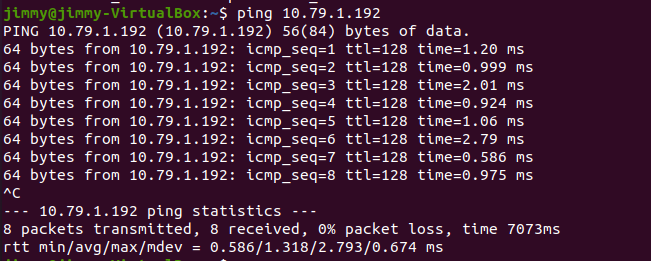 jimmy@jimmy-VirtualBox:~$ ping 10.79.1.192
PING 10.79.1.192 (10.79.1.192) 56(84) bytes of data.
64 bytes from 10.79.1.192: icmp_seq=1 ttl=128 time=1.20 ms
64 bytes from 10.79.1.192: icmp_seq=2 ttl=128 time=0.999 ms
64 bytes from 10.79.1.192: icmp_seq=3 ttl=128 time=2.01 ms
64 bytes from 10.79.1.192: icmp_seq=4 ttl=128 time=0.924 ms
64 bytes from 10.79.1.192: icmp_seq=5 ttl=128 time=1.06 ms
64 bytes from 10.79.1.192: icmp_seq=6 ttl=128 time=2.79 ms
64 bytes from 10.79.1.192: icmp_seq=7 ttl=128 time=0.586 ms
64 bytes from 10.79.1.192: icmp_seq=8 ttl=128 time=0.975 ms
^C
--- 10.79.1.192 ping statistics ---
8 packets transmitted, 8 received, 0% packet loss, time 7073ms
rtt min/avg/max/mdev = 0.586/1.318/2.793/0.674 ms